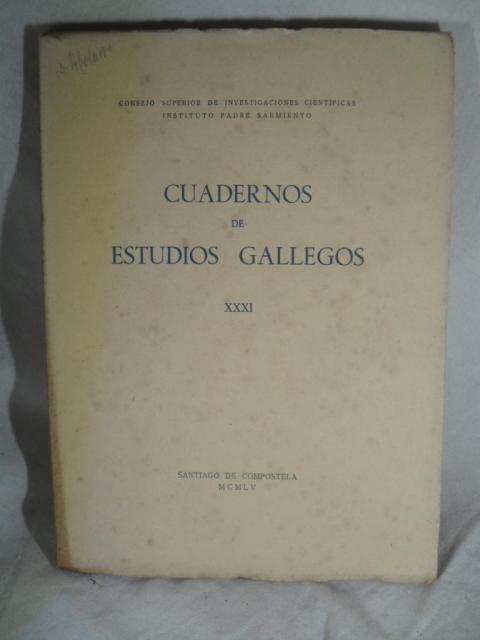 CONSEJO SUPERIOR DE INVESTIGACIONES CIENTÍFICAS
INSTITUTO PADRE SARMIENTO
CUADERNOS
DE
ESTUDIOS GALLEGOS
XXXI
SANTIAGO DE COMPOSTELA
MCMLV